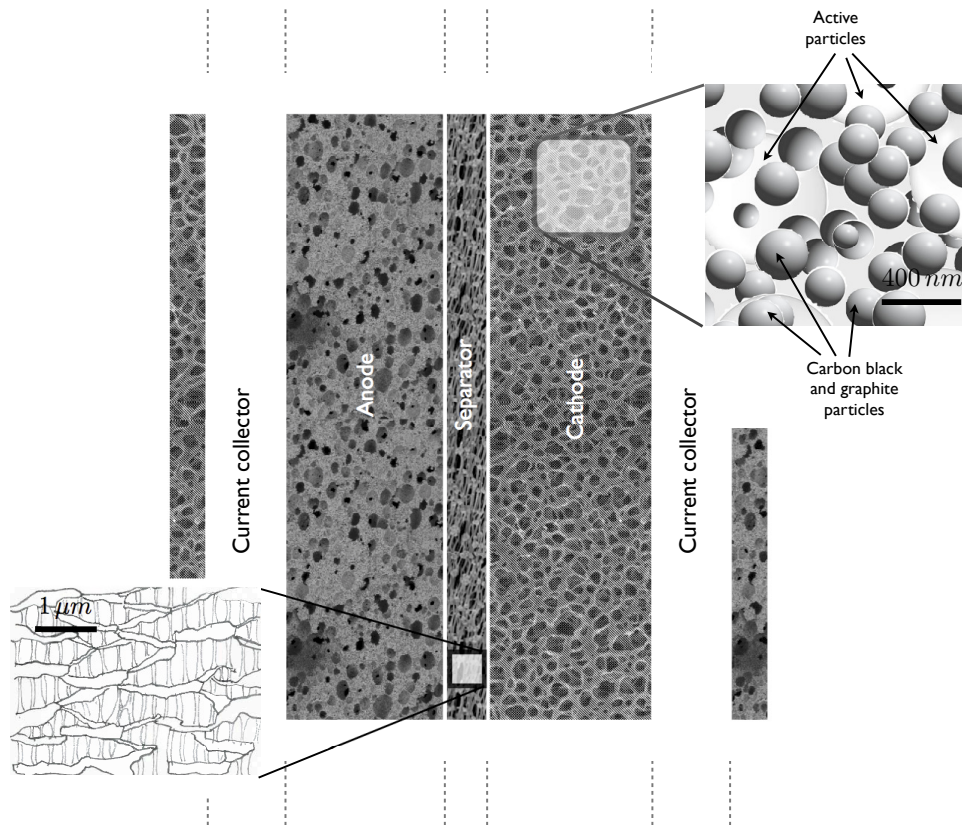 Active
particles
400 nm
Carbon black
and graphite
particles
Current collector
Anode
Separator
Cathode
Current collector
1 μm